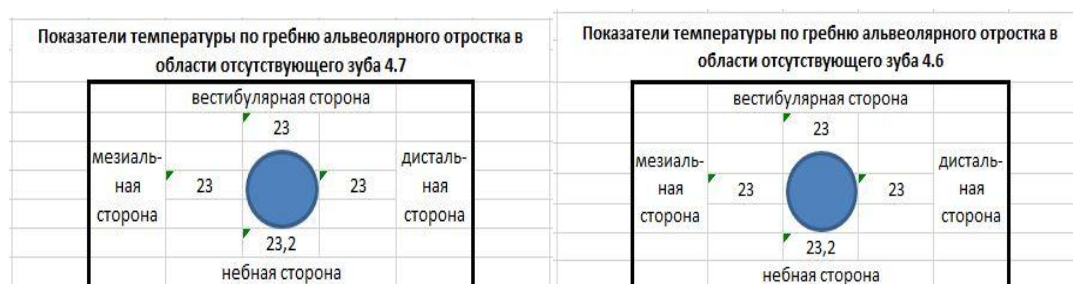 Показатели температуры по гребню альвеолярного отростка в
области отсутствующего зуба 4.7
вестибулярная сторона
23
мезиаль-
ная
сторона
23
23
дисталь-
ная
сторона
23,2
небная сторона
Показатели температуры по гребню альвеолярного отростка в
области отсутствующего зуба 4.6
вестибулярная сторона
23
мезиаль-
ная
сторона
23
23
дисталь-
ная
сторона
23,2
небная сторона